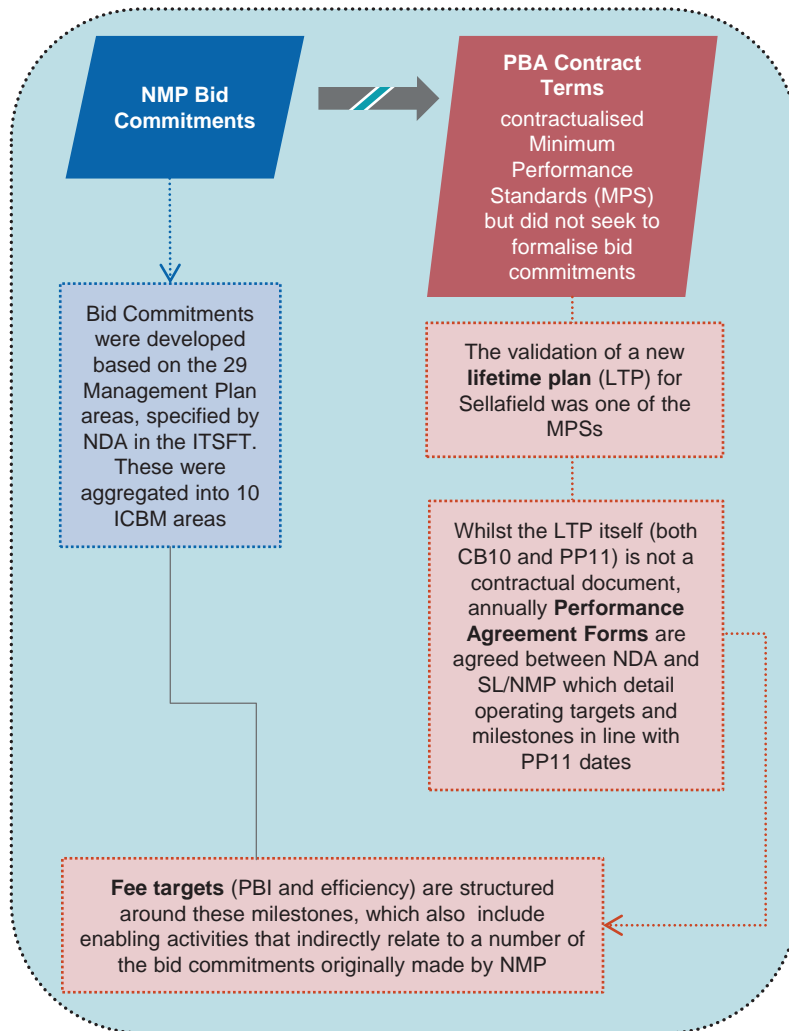 NMP Bid
Commitments
PBA Contract
Terms
contractualised
Minimum
Performance
Standards (MPS)
but did not seek to
formalise bid
commitments
Bid Commitments
were developed
based on the 29
Management Plan
areas, specified by
NDA in the ITSFT.
These were
aggregated into 10
ICBM areas
The validation of a new
lifetime plan (LTP) for
Sellafield was one of the
MPSs
Whilst the LTP itself (both
CB10 and PP11) is not a
contractual document,
annually Performance
Agreement Forms are
agreed between NDA and
SL/NMP which detail
operating targets and
milestones in line with
PP11 dates
Fee targets (PBI and efficiency) are structured
around these milestones, which also include
enabling activities that indirectly relate to a number of
the bid commitments originally made by NMP